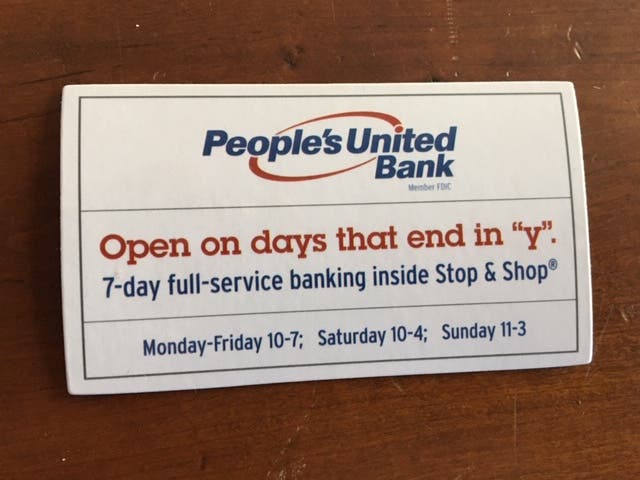 People's United
Bank
Member FDIC
Open on days that end in “y”.
7-day full-service banking inside Stop & Shop®
Monday-Friday 10-7; Saturday 10-4; Sunday 11-3